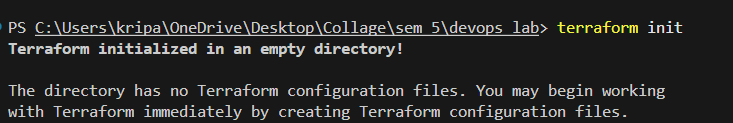 PS C:\Users\kripa\OneDrive\Desktop\Collage\sem 5\devops lab> terraform init
Terraform initialized in an empty directory!
The directory has no Terraform configuration files. You may begin working
with Terraform immediately by creating Terraform configuration files.